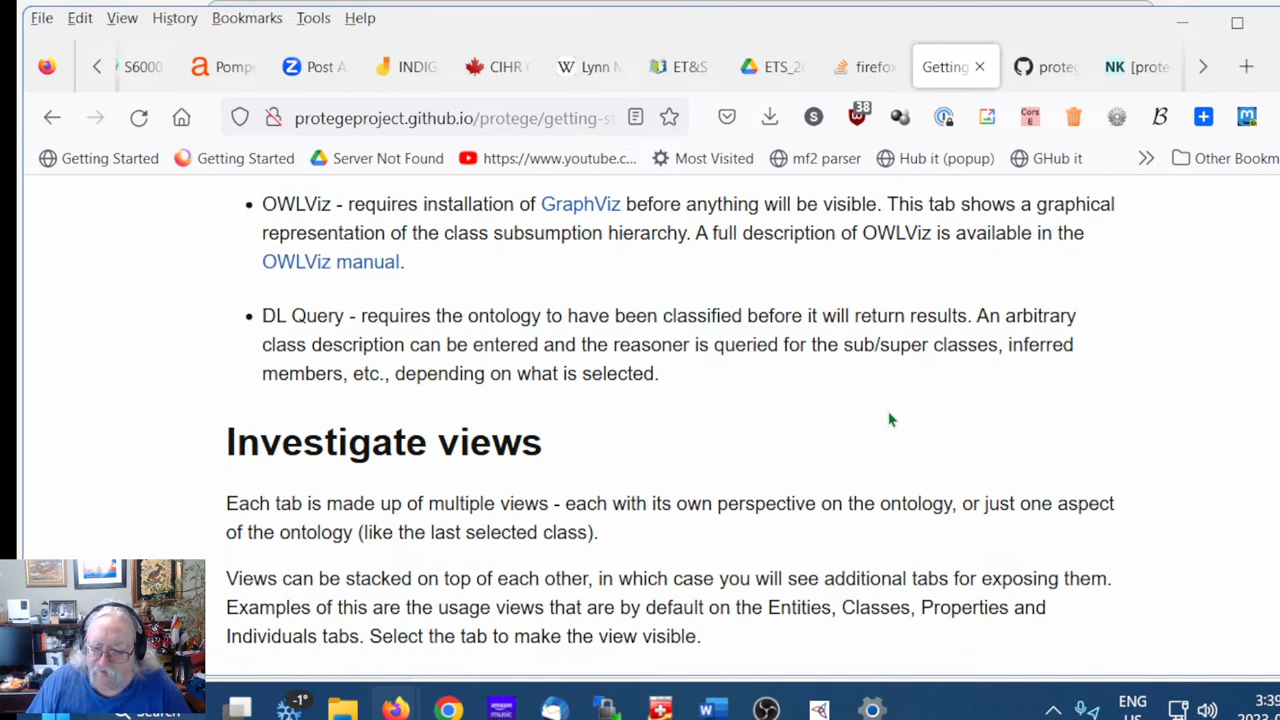 File Edit View History Bookmarks Tools Help
S6000 Pomp Post A INDIG CIHR Lynn M ET&S ETS_2 firefo Getting prote [prote
protegeproject.github.io/protege/getting-s
38
Getting Started Getting Started Server Not Found https://www.youtube.c... Most Visited mf2 parser Hub it (popup) GHub it Other Bookm
• OWLViz - requires installation of GraphViz before anything will be visible. This tab shows a graphical
representation of the class subsumption hierarchy. A full description of OWLViz is available in the
OWLViz manual.
• DL Query - requires the ontology to have been classified before it will return results. An arbitrary
class description can be entered and the reasoner is queried for the sub/super classes, inferred
members, etc., depending on what is selected.
Investigate views
Each tab is made up of multiple views - each with its own perspective on the ontology, or just one aspect
of the ontology (like the last selected class).
Views can be stacked on top of each other, in which case you will see additional tabs for exposing them.
Examples of this are the usage views that are by default on the Entities, Classes, Properties and
Individuals tabs. Select the tab to make the view visible.
-1°
ENG
3:39